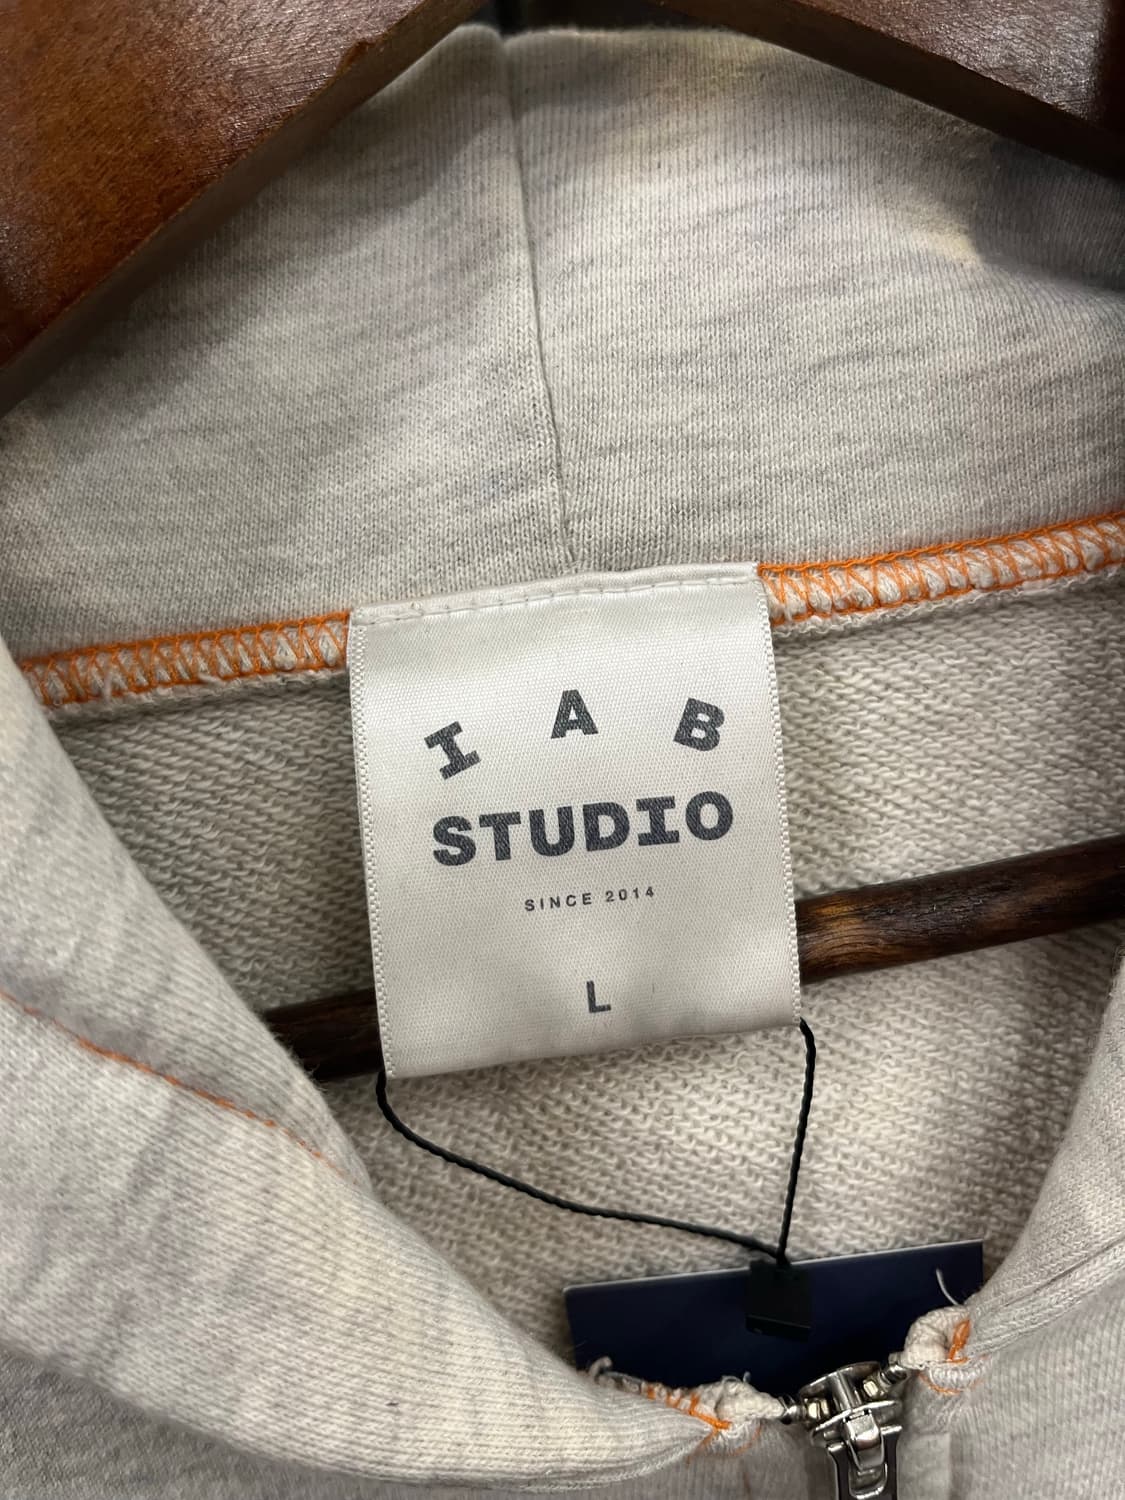 I A B
STUDIO
SINCE 2014
L